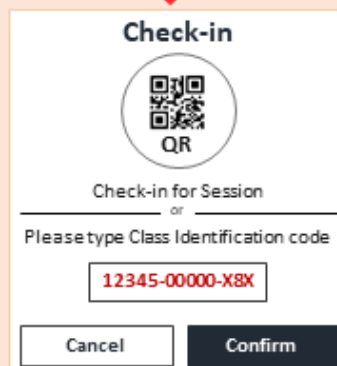 Check-in
QR
Check-in for Session
or
Please type Class Identification code
12345-00000-X8X
Cancel Confirm